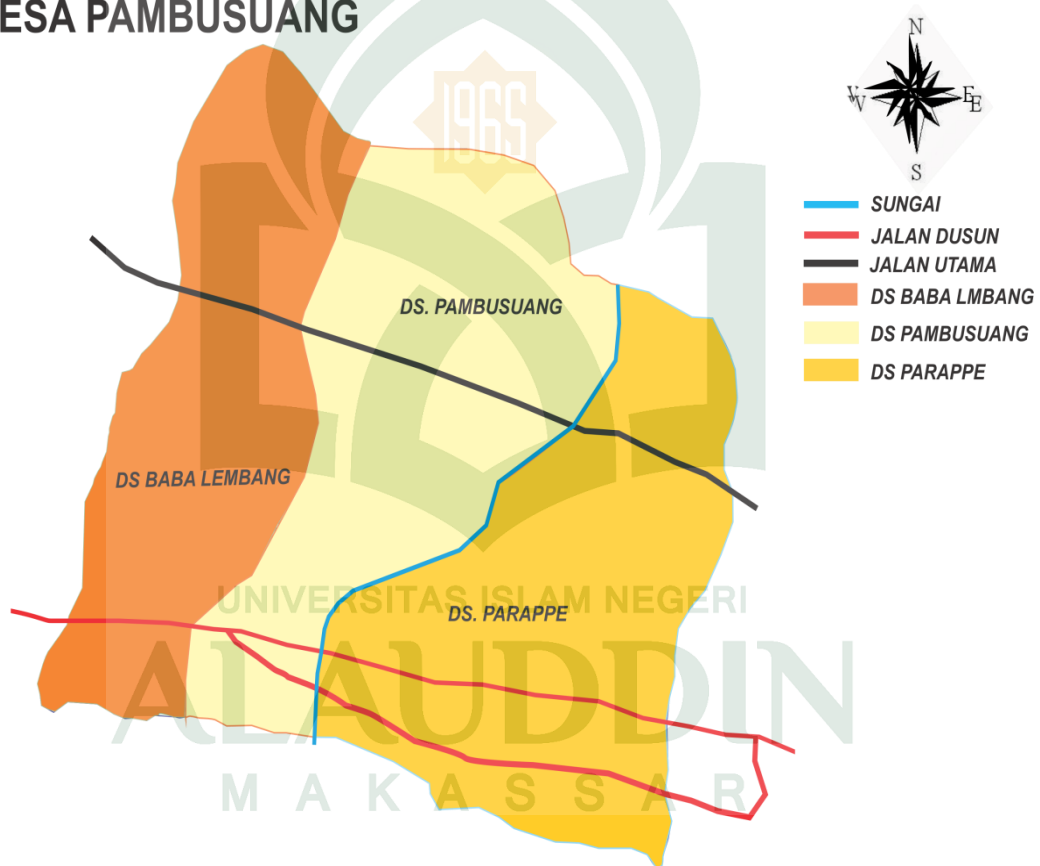 ESA PAMBUSUANG
1965
N
W
E
S
SUNGAI
JALAN DUSUN
JALAN UTAMA
DS BABA LMBANG
DS PAMBUSUANG
DS PARAPPE
DS. PAMBUSUANG
DS BABA LEMBANG
DS. PARAPPE
UNIVERSITAS ISLAM NEGERI
ALAUDDIN
MAKASSAR